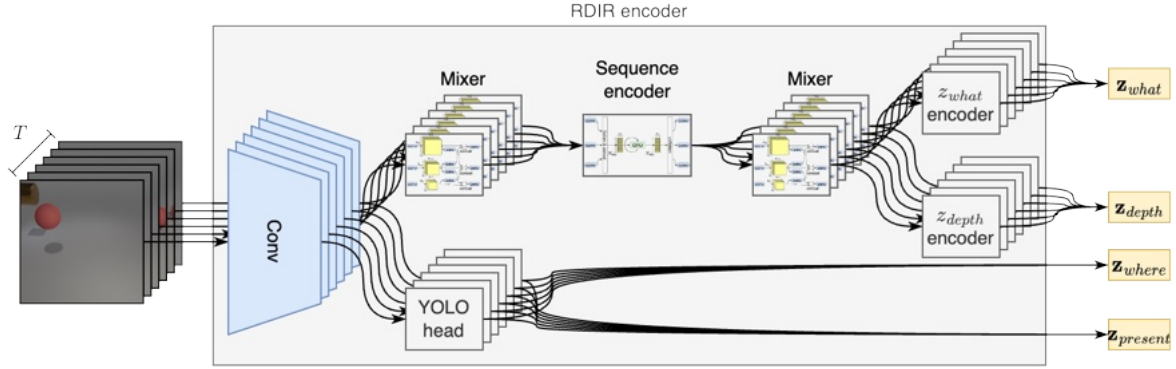 RDIR encoder
T
Conv
Mixer
Sequence
encoder
Mixer
z_what
encoder
z_depth
encoder
YOLO
head
z_what
z_depth
z_where
z_present